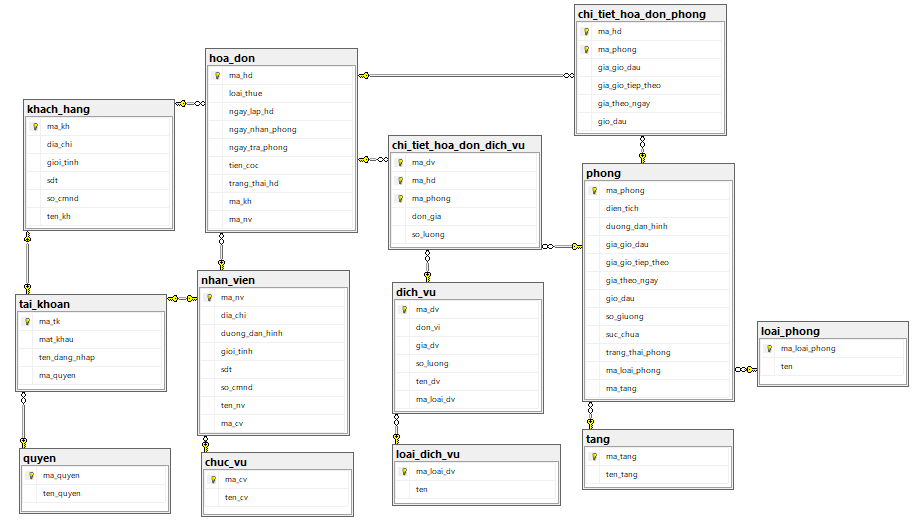 chi_tiet_hoa_don_phong
ma_hd
ma_phong
gia_gio_dau
gia_gio_tiep_theo
gia_theo_ngay
gio_dau
hoa_don
ma_hd
loai_thue
ngay_lap_hd
ngay_nhan_phong
ngay_tra_phong
tien_coc
trang_thai_hd
ma_kh
ma_nv
khach_hang
ma_kh
dia_chi
gioi_tinh
sdt
so_cmnd
ten_kh
chi_tiet_hoa_don_dich_vu
ma_dv
ma_hd
ma_phong
don_gia
so_luong
phong
ma_phong
dien_tich
duong_dan_hinh
gia_gio_dau
gia_gio_tiep_theo
gia_theo_ngay
gio_dau
so_giuong
suc_chua
trang_thai_phong
ma_loai_phong
ma_tang
nhan_vien
ma_nv
dia_chi
duong_dan_hinh
gioi_tinh
sdt
so_cmnd
ten_nv
ma_cv
tai_khoan
ma_tk
mat_khau
ten_dang_nhap
ma_quyen
dich_vu
ma_dv
don_vi
gia_dv
so_luong
ten_dv
ma_loai_dv
loai_phong
ma_loai_phong
ten
quyen
ma_quyen
ten_quyen
chuc_vu
ma_cv
ten_cv
loai_dich_vu
ma_loai_dv
ten
tang
ma_tang
ten_tang